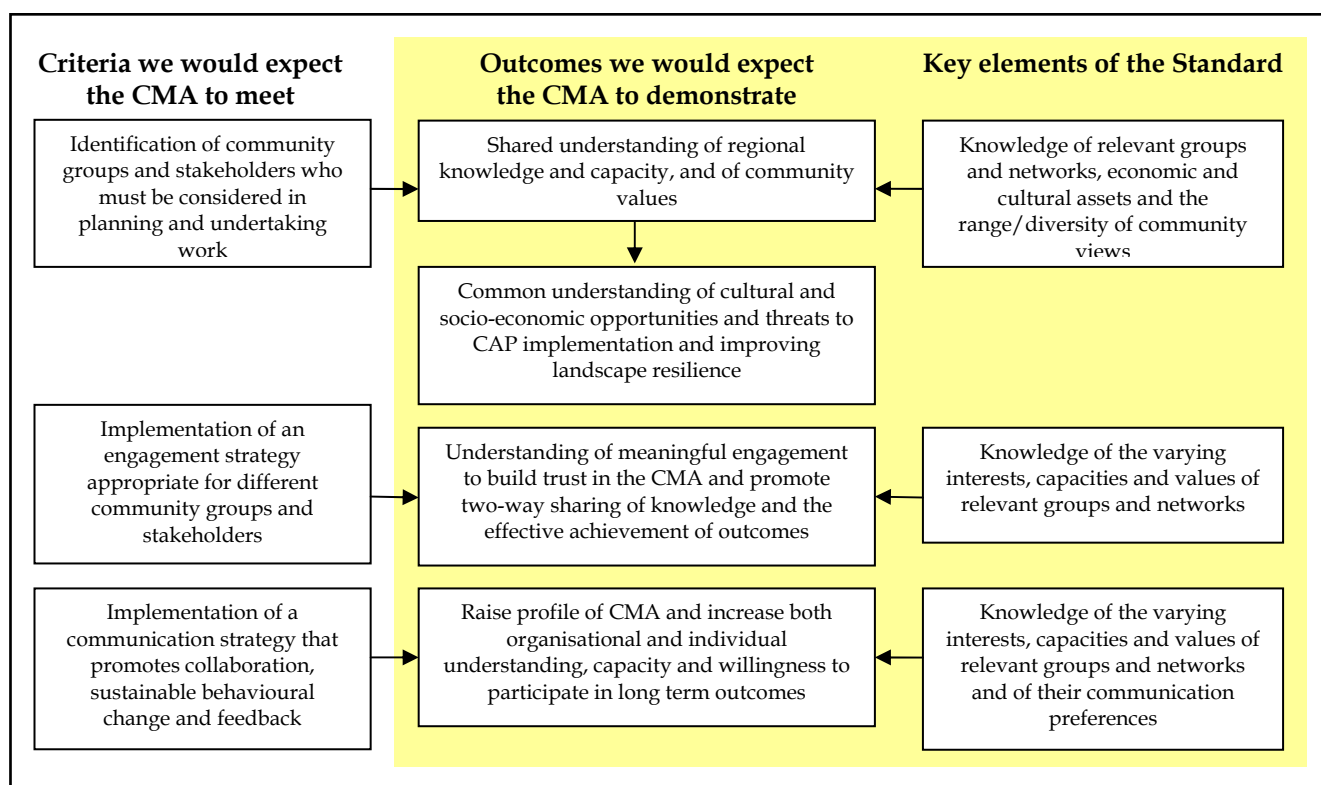 Criteria we would expect
the CMA to meet
Outcomes we would expect
the CMA to demonstrate
Key elements of the Standard
Identification of community
groups and stakeholders who
must be considered in
planning and undertaking
work
Shared understanding of regional
knowledge and capacity, and of community
values
Knowledge of relevant groups
and networks, economic and
cultural assets and the
range/diversity of community
views
Common understanding of cultural and
socio-economic opportunities and threats to
CAP implementation and improving
landscape resilience
Implementation of an
engagement strategy
appropriate for different
community groups and
stakeholders
Understanding of meaningful engagement
to build trust in the CMA and promote
two-way sharing of knowledge and the
effective achievement of outcomes
Knowledge of the varying
interests, capacities and values of
relevant groups and networks
Implementation of a
communication strategy that
promotes collaboration,
sustainable behavioural
change and feedback
Raise profile of CMA and increase both
organisational and individual
understanding, capacity and willingness to
participate in long term outcomes
Knowledge of the varying
interests, capacities and values of
relevant groups and networks
and of their communication
preferences